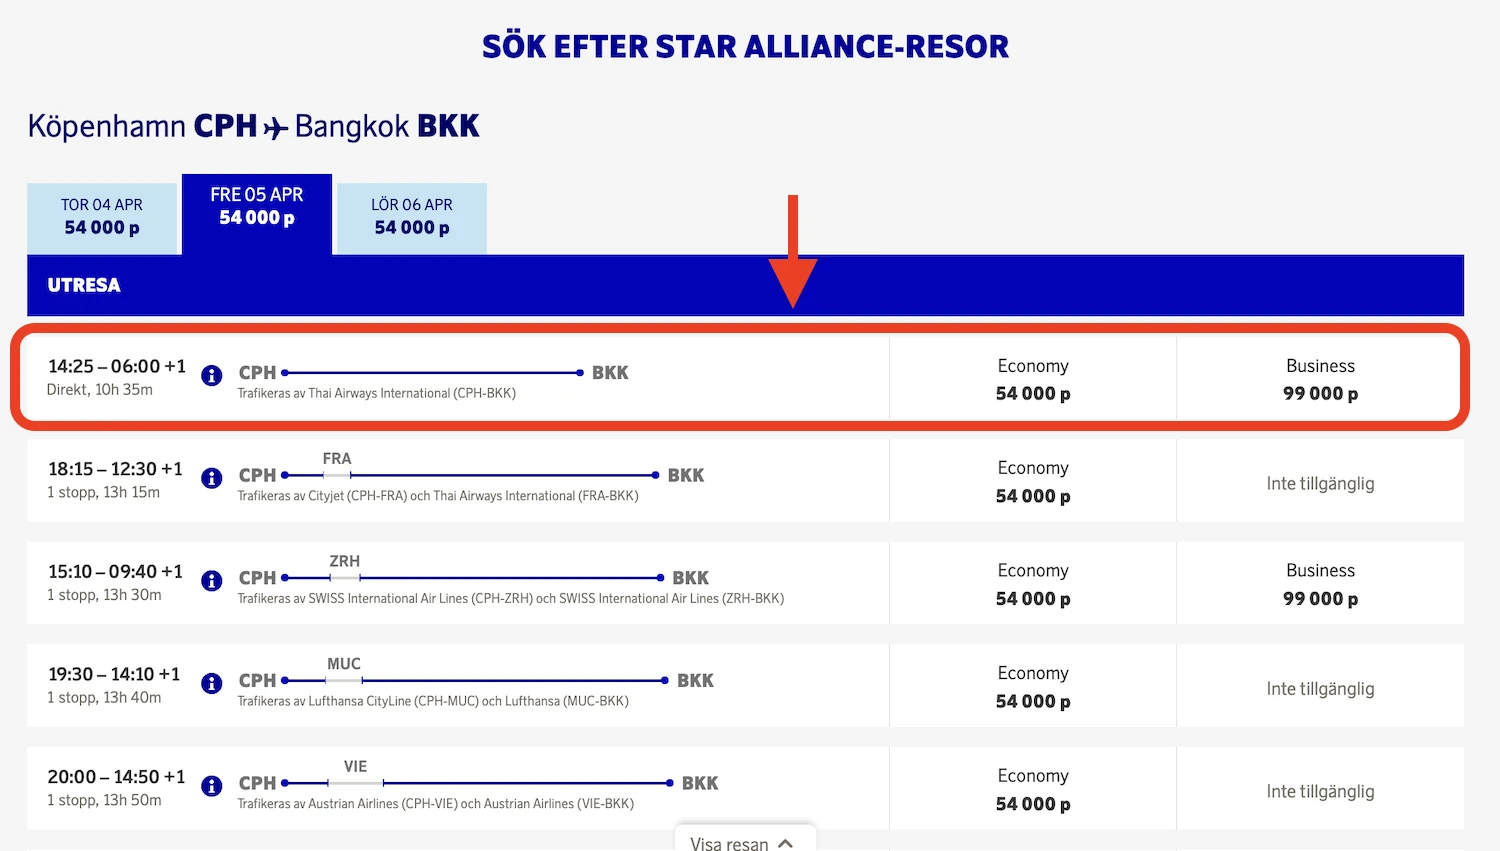 SÖK EFTER STAR ALLIANCE-RESOR
Köpenhamn CPH Bangkok BKK
TOR 04 APR
54 000 p
FRE 05 APR
54 000 p
LÖR 06 APR
54 000 p
UTRESA
14:25 – 06:00 +1
Direkt, 10h 35m
CPH BKK
Trafikeras av Thai Airways International (CPH-BKK)
Economy
54 000 p
Business
99 000 p
18:15 – 12:30 +1
1 stopp, 13h 15m
FRA
CPH BKK
Trafikeras av Cityjet (CPH-FRA) och Thai Airways International (FRA-BKK)
Economy
54 000 p
Inte tillgänglig
15:10 – 09:40 +1
1 stopp, 13h 30m
ZRH
CPH BKK
Trafikeras av SWISS International Air Lines (CPH-ZRH) och SWISS International Air Lines (ZRH-BKK)
Economy
54 000 p
Business
99 000 p
19:30 – 14:10 +1
1 stopp, 13h 40m
MUC
CPH BKK
Trafikeras av Lufthansa CityLine (CPH-MUC) och Lufthansa (MUC-BKK)
Economy
54 000 p
Inte tillgänglig
20:00 – 14:50 +1
1 stopp, 13h 50m
VIE
CPH BKK
Trafikeras av Austrian Airlines (CPH-VIE) och Austrian Airlines (VIE-BKK)
Economy
54 000 p
Inte tillgänglig
Visa resan